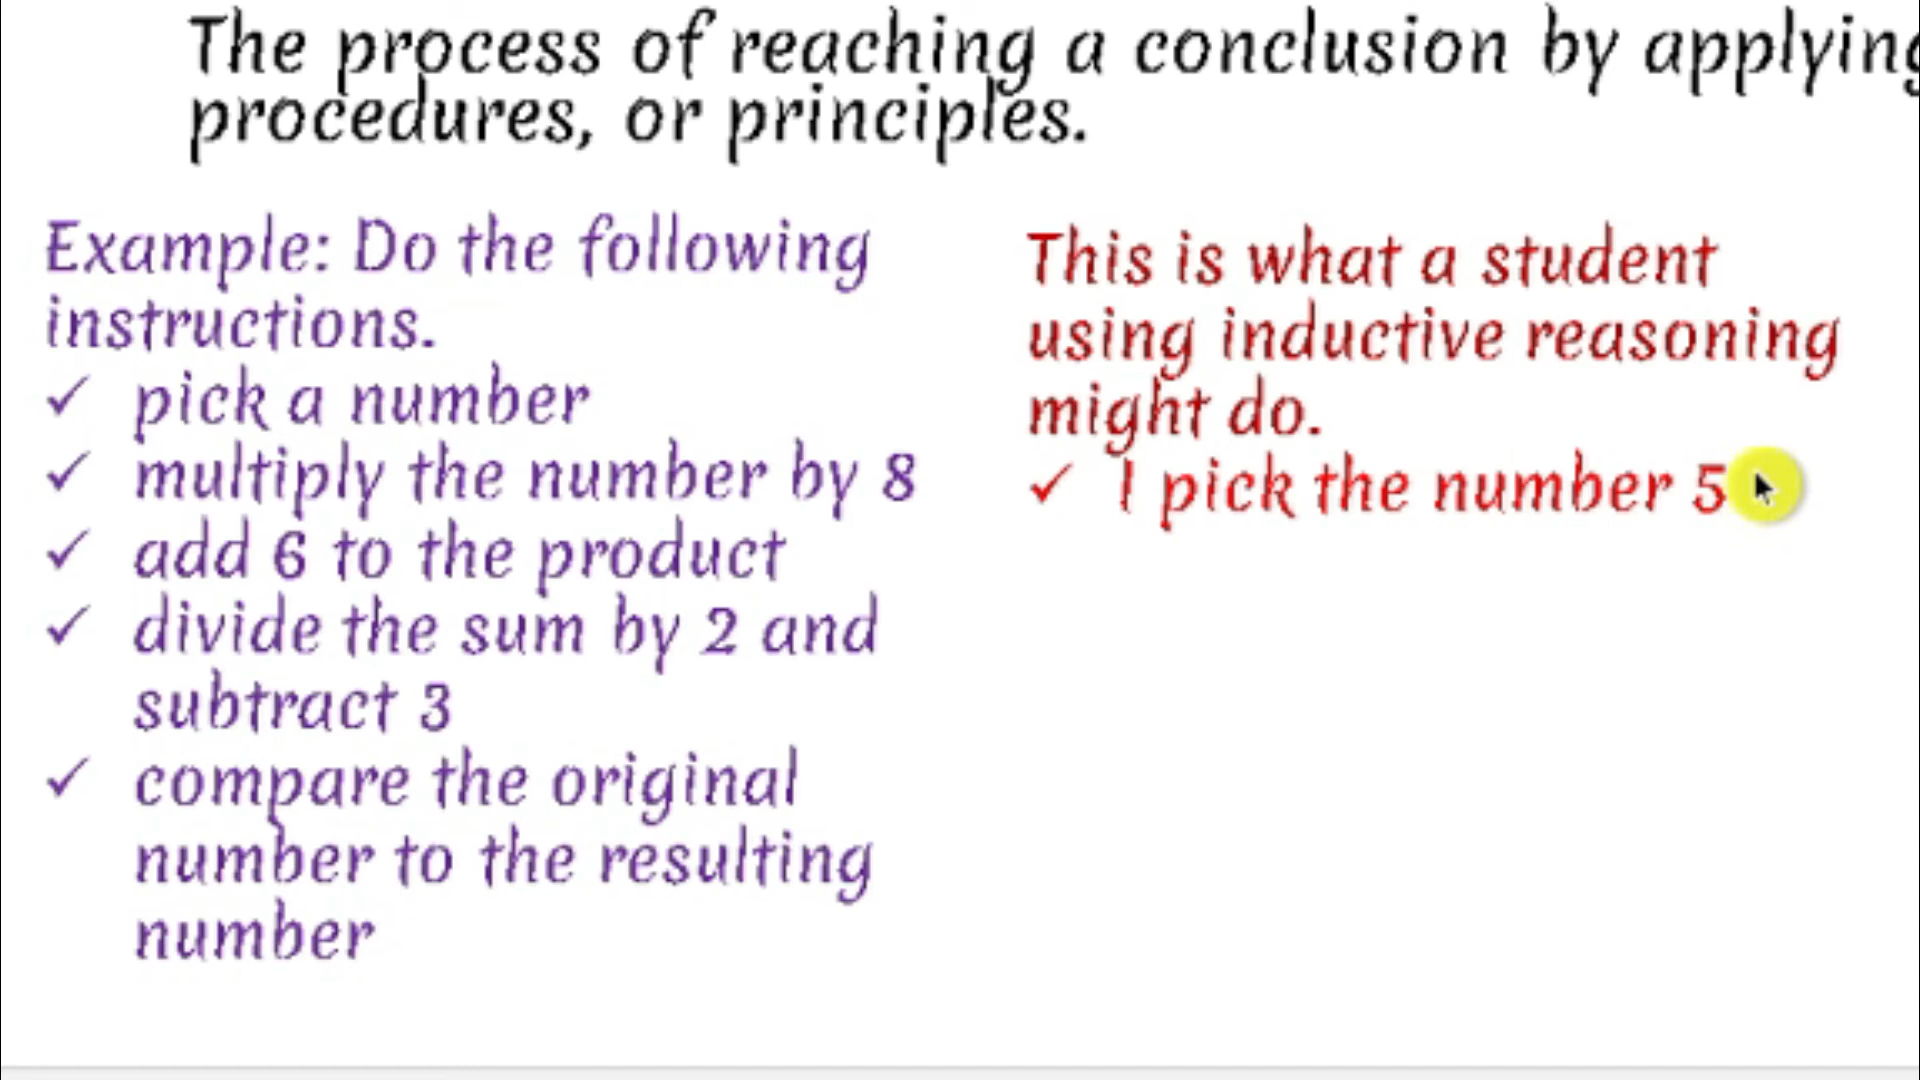 The process of reaching a conclusion by applying
procedures, or principles.
Example: Do the following
instructions.
✓ pick a number
✓ multiply the number by 8
✓ add 6 to the product
✓ divide the sum by 2 and
subtract 3
✓ compare the original
number to the resulting
number
This is what a student
using inductive reasoning
might do.
✓ I pick the number 5